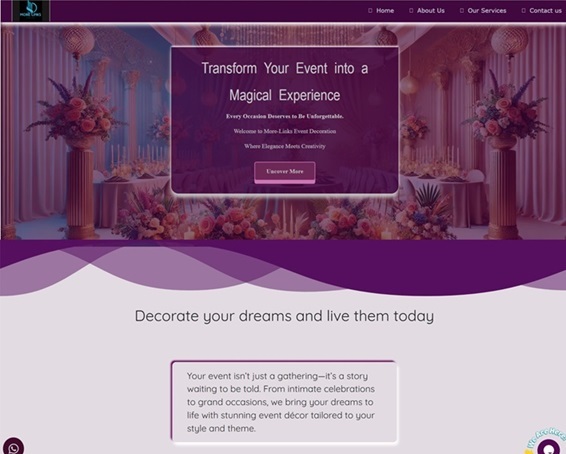 MORE LINKS
Home
About Us
Our Services
Contact us
Transform Your Event into a
Magical Experience
Every Occasion Deserves to Be Unforgettable.
Welcome to More-Links Event Decoration
Where Elegance Meets Creativity
Uncover More
Decorate your dreams and live them today
Your event isn’t just a gathering—it’s a story
waiting to be told. From intimate celebrations
to grand occasions, we bring your dreams to
life with stunning event décor tailored to your
style and theme.
We Are Here!